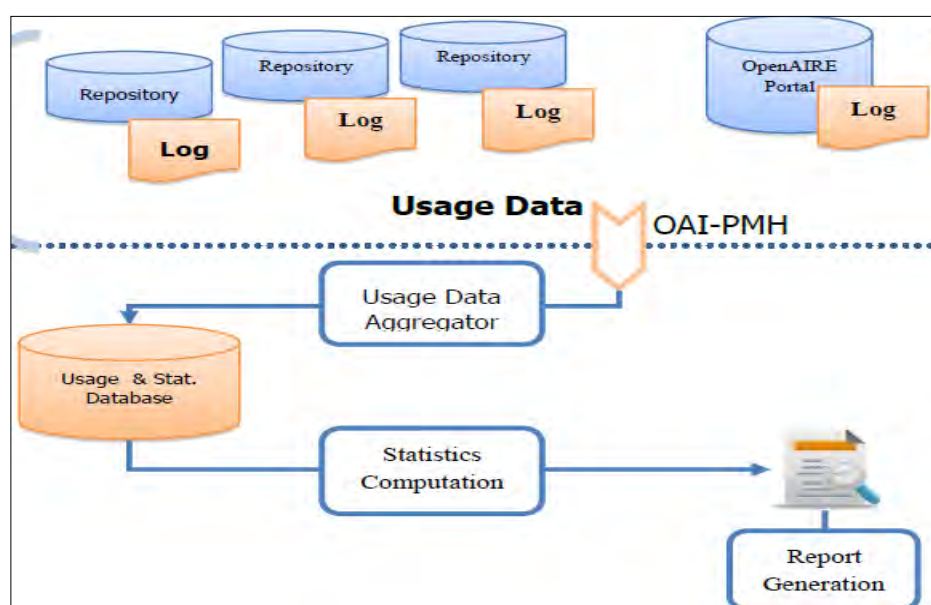 Repository
Log
Repository
Log
Repository
Log
OpenAIRE
Portal
Log
Usage Data
OAI-PMH
Usage Data
Aggregator
Usage & Stat.
Database
Statistics
Computation
Report
Generation